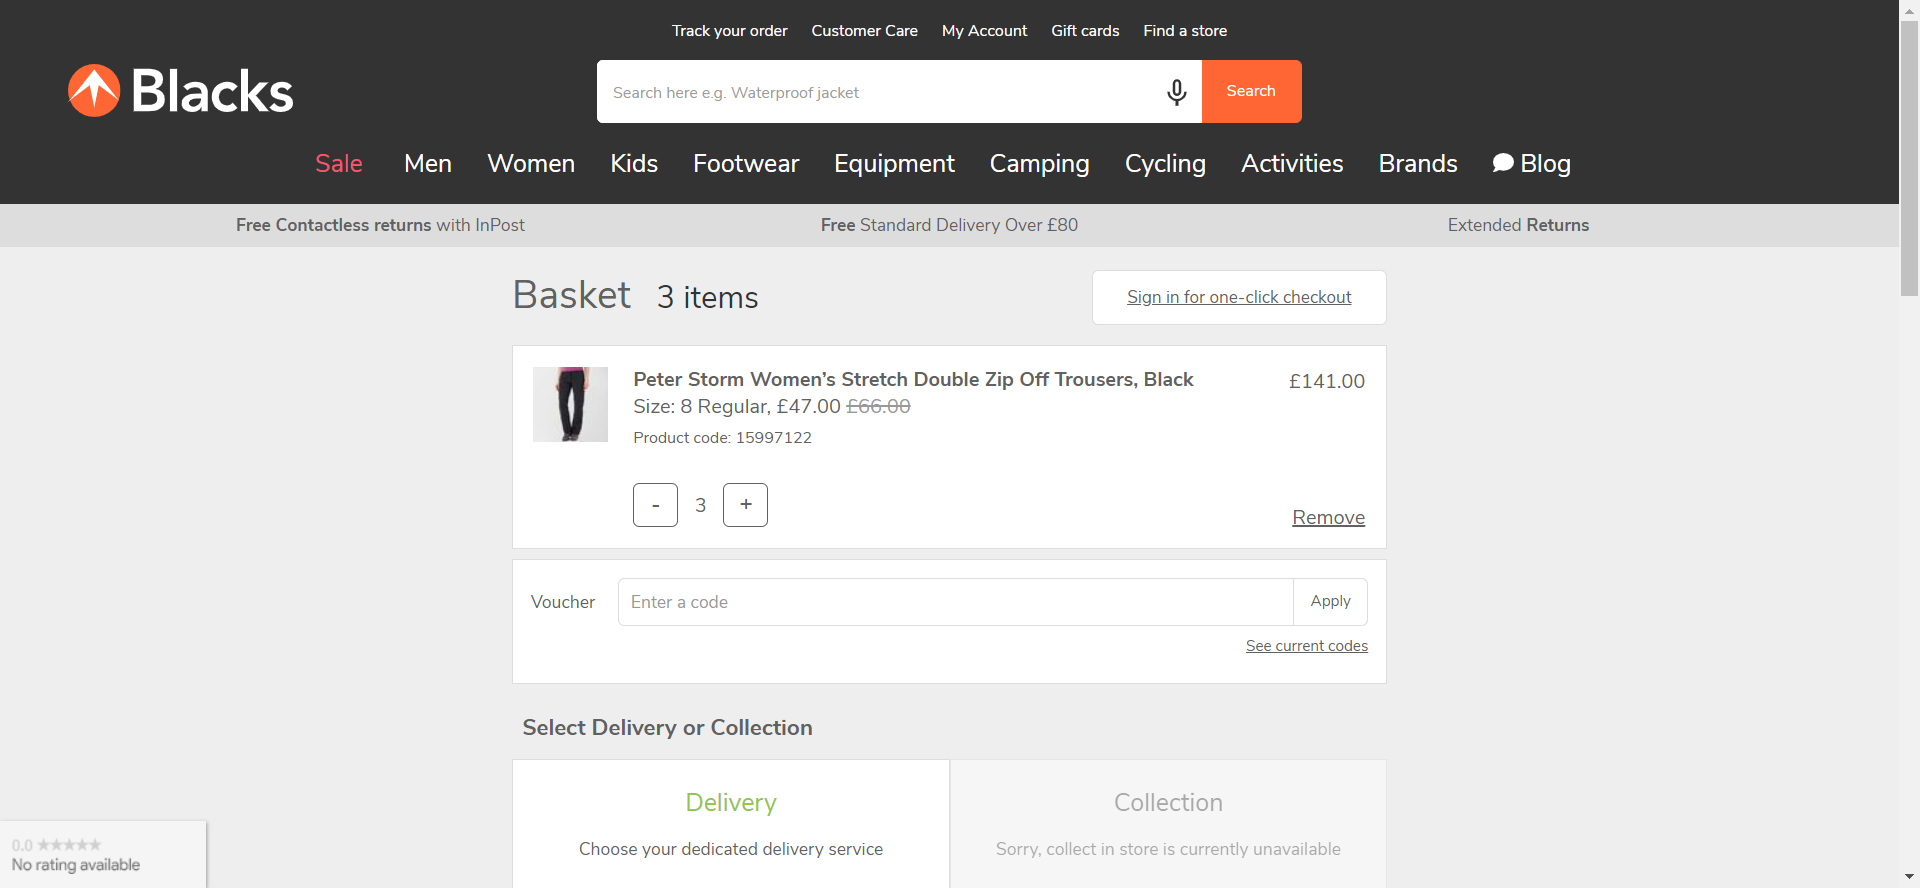 Track your order Customer Care My Account Gift cards Find a store
Blacks
Search here e.g. Waterproof jacket
Search
Sale Men Women Kids Footwear Equipment Camping Cycling Activities Brands Blog
Free Contactless returns with InPost
Free Standard Delivery Over £80
Extended Returns
Basket 3 items
Sign in for one-click checkout
Peter Storm Women’s Stretch Double Zip Off Trousers, Black
£141.00
Size: 8 Regular, £47.00 £66.00
Product code: 15997122
- 3 +
Remove
Voucher
Enter a code
Apply
See current codes
Select Delivery or Collection
Delivery
Choose your dedicated delivery service
Collection
Sorry, collect in store is currently unavailable
0.0 ★★★★★
No rating available